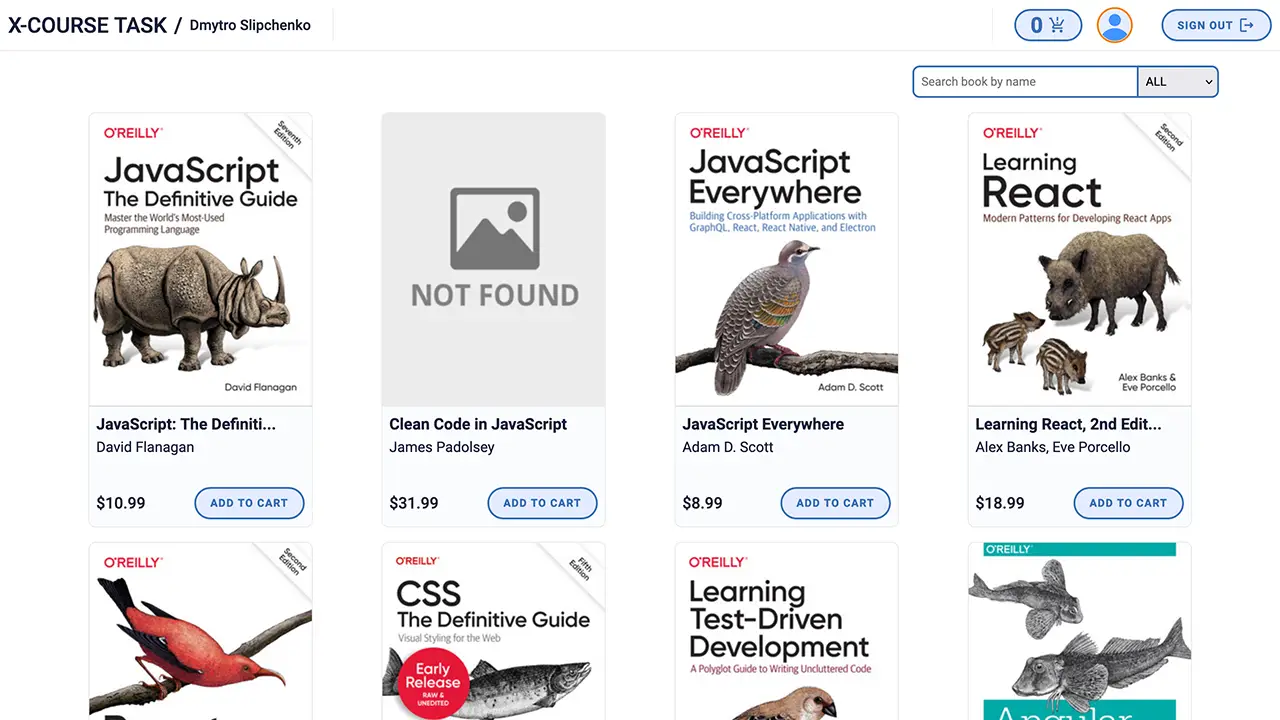 X-COURSE TASK / Dmytro Slipchenko
0
SIGN OUT
Search book by name
ALL
O'REILLY®
Seventh
Edition
JavaScript
The Definitive Guide
Master the World's Most-Used
Programming Language
David Flanagan
JavaScript: The Definiti...
David Flanagan
$10.99
ADD TO CART
NOT FOUND
Clean Code in JavaScript
James Padolsey
$31.99
ADD TO CART
O'REILLY®
JavaScript
Everywhere
Building Cross-Platform Applications with
GraphQL, React, React Native, and Electron
Adam D. Scott
JavaScript Everywhere
Adam D. Scott
$8.99
ADD TO CART
O'REILLY®
Second
Edition
Learning
React
Modern Patterns for Developing React Apps
Alex Banks &
Eve Porcello
Learning React, 2nd Edit...
Alex Banks, Eve Porcello
$18.99
ADD TO CART
O'REILLY®
Second
Edition
O'REILLY®
Fifth
Edition
CSS
The Definitive Guide
Visual Styling for the Web
Early
Release
RAW &
UNEDITED
O'REILLY®
Learning
Test-Driven
Development
A Polyglot Guide to Writing Uncluttered Code
O'REILLY®
Angular